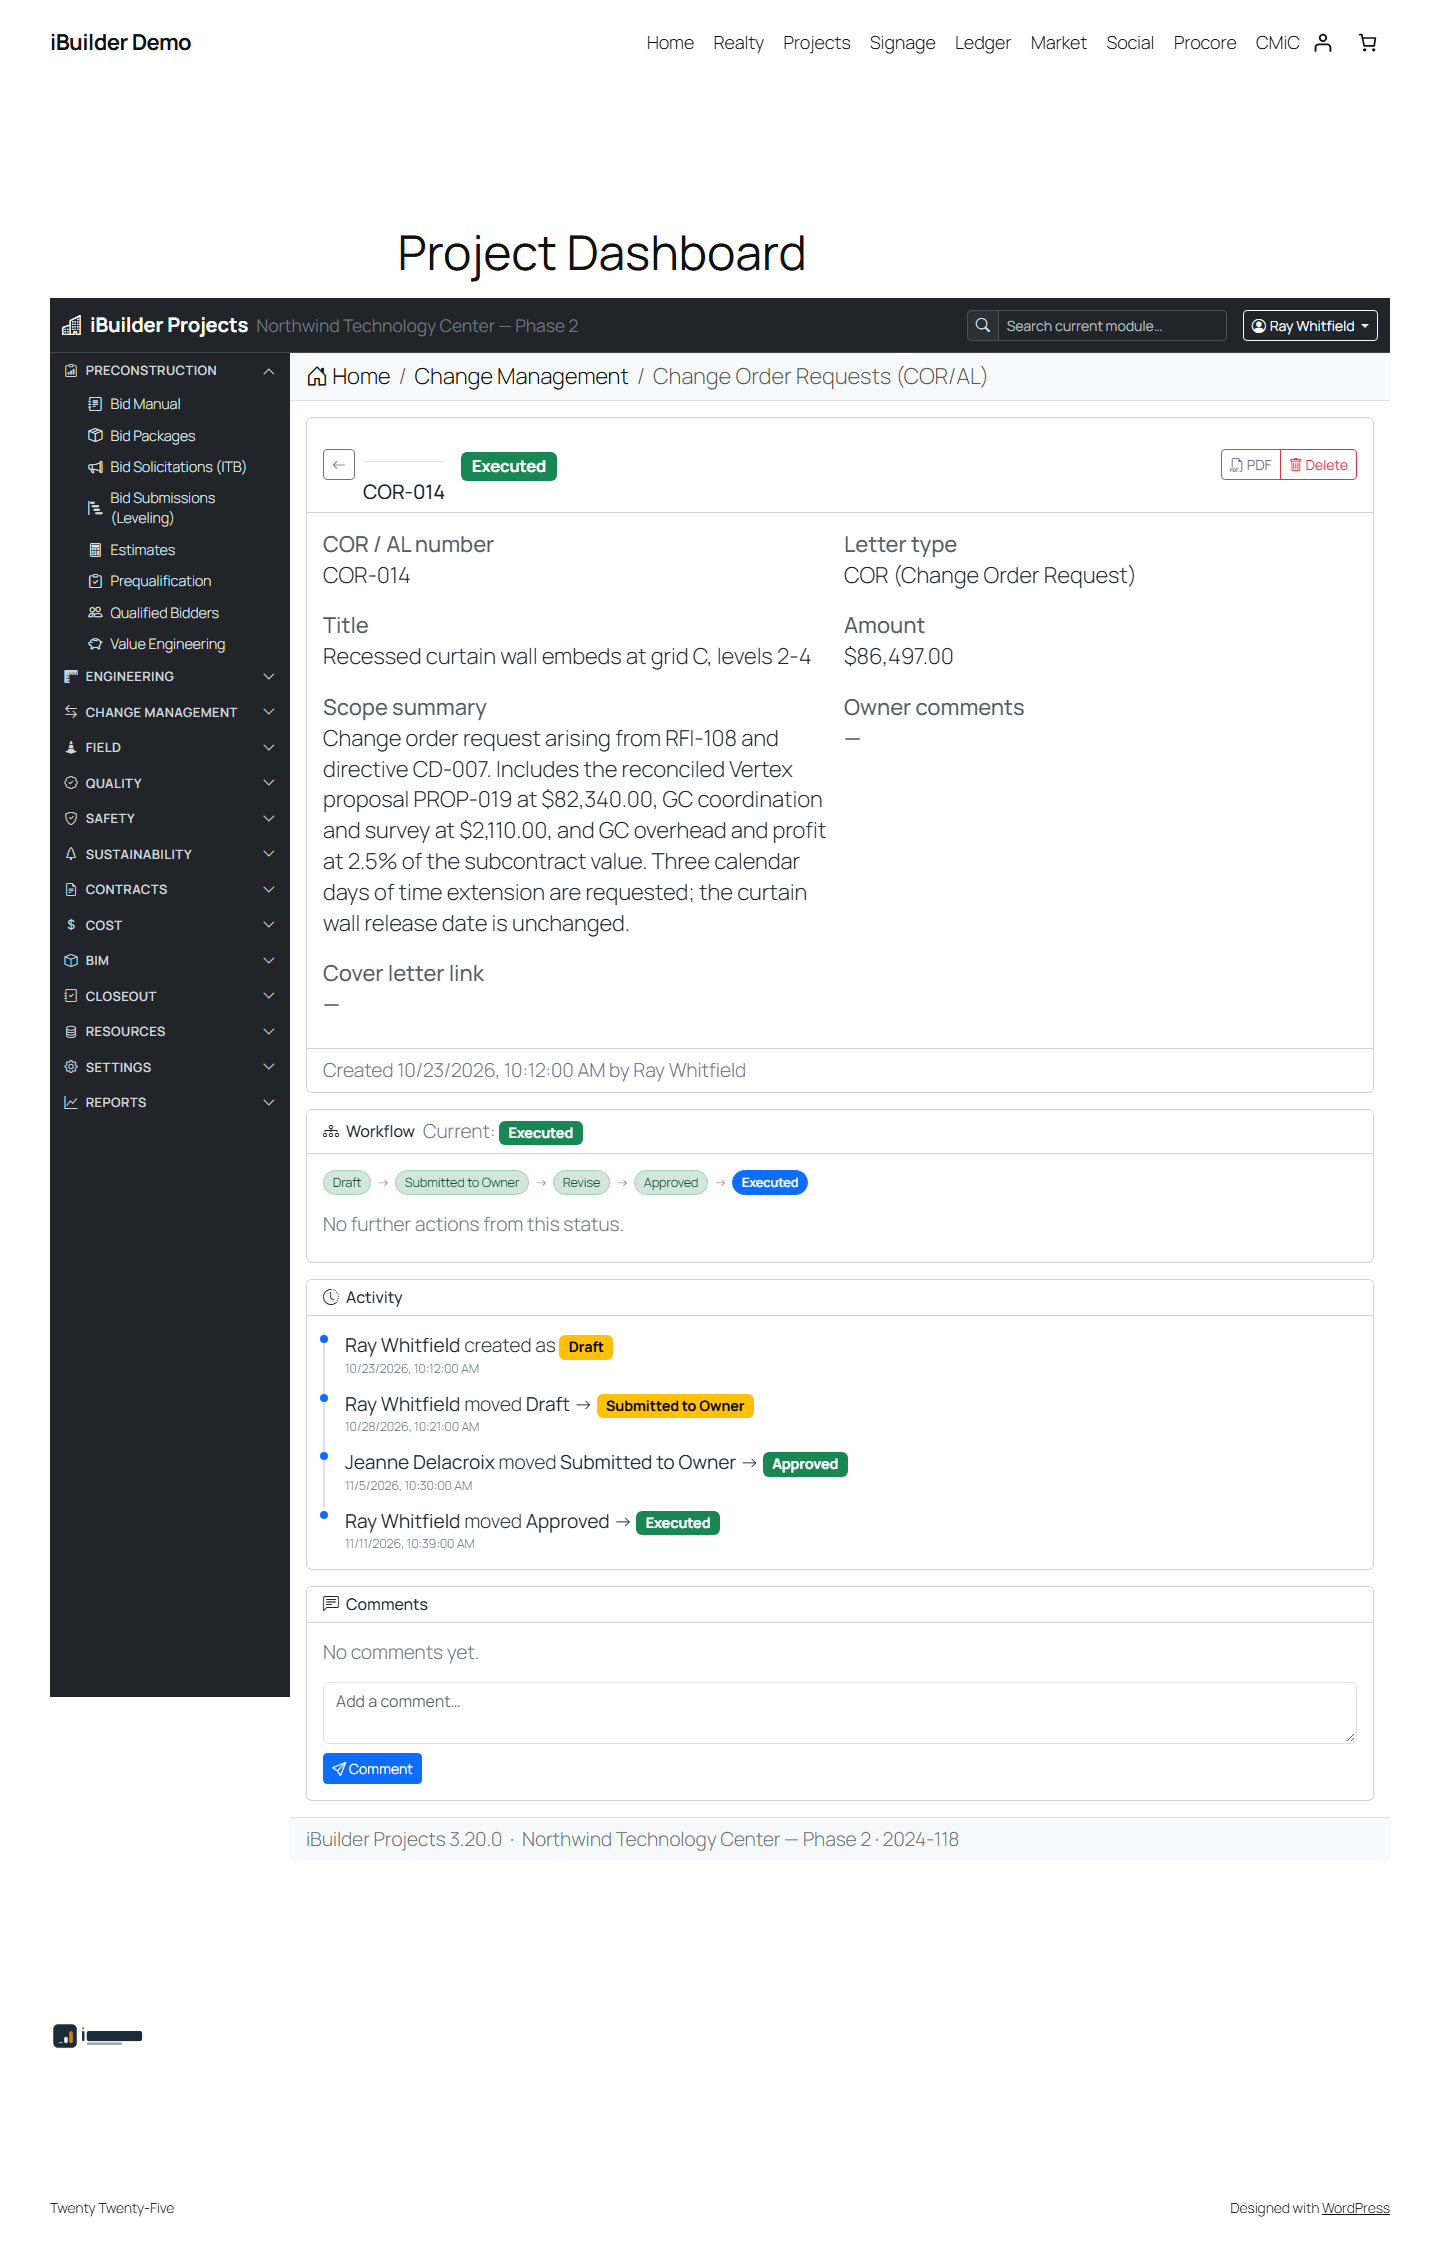 iBuilder Demo
Home Realty Projects Signage Ledger Market Social Procore CMiC
Project Dashboard
iBuilder Projects Northwind Technology Center — Phase 2
Search current module...
Ray Whitfield
PRECONSTRUCTION
Bid Manual
Bid Packages
Bid Solicitations (ITB)
Bid Submissions
(Leveling)
Estimates
Prequalification
Qualified Bidders
Value Engineering
ENGINEERING
CHANGE MANAGEMENT
FIELD
QUALITY
SAFETY
SUSTAINABILITY
CONTRACTS
COST
BIM
CLOSEOUT
RESOURCES
SETTINGS
REPORTS
Home / Change Management / Change Order Requests (COR/AL)
COR-014
Executed
PDF
Delete
COR / AL number
COR-014
Letter type
COR (Change Order Request)
Title
Recessed curtain wall embeds at grid C, levels 2-4
Amount
$86,497.00
Scope summary
Change order request arising from RFI-108 and
directive CD-007. Includes the reconciled Vertex
proposal PROP-019 at $82,340.00, GC coordination
and survey at $2,110.00, and GC overhead and profit
at 2.5% of the subcontract value. Three calendar
days of time extension are requested; the curtain
wall release date is unchanged.
Owner comments
—
Cover letter link
—
Created 10/23/2026, 10:12:00 AM by Ray Whitfield
Workflow Current: Executed
Draft → Submitted to Owner → Revise → Approved → Executed
No further actions from this status.
Activity
Ray Whitfield created as Draft
10/23/2026, 10:12:00 AM
Ray Whitfield moved Draft → Submitted to Owner
10/28/2026, 10:21:00 AM
Jeanne Delacroix moved Submitted to Owner → Approved
11/5/2026, 10:30:00 AM
Ray Whitfield moved Approved → Executed
11/11/2026, 10:39:00 AM
Comments
No comments yet.
Add a comment...
Comment
iBuilder Projects 3.20.0 · Northwind Technology Center — Phase 2 · 2024-118
i
Twenty Twenty-Five
Designed with WordPress